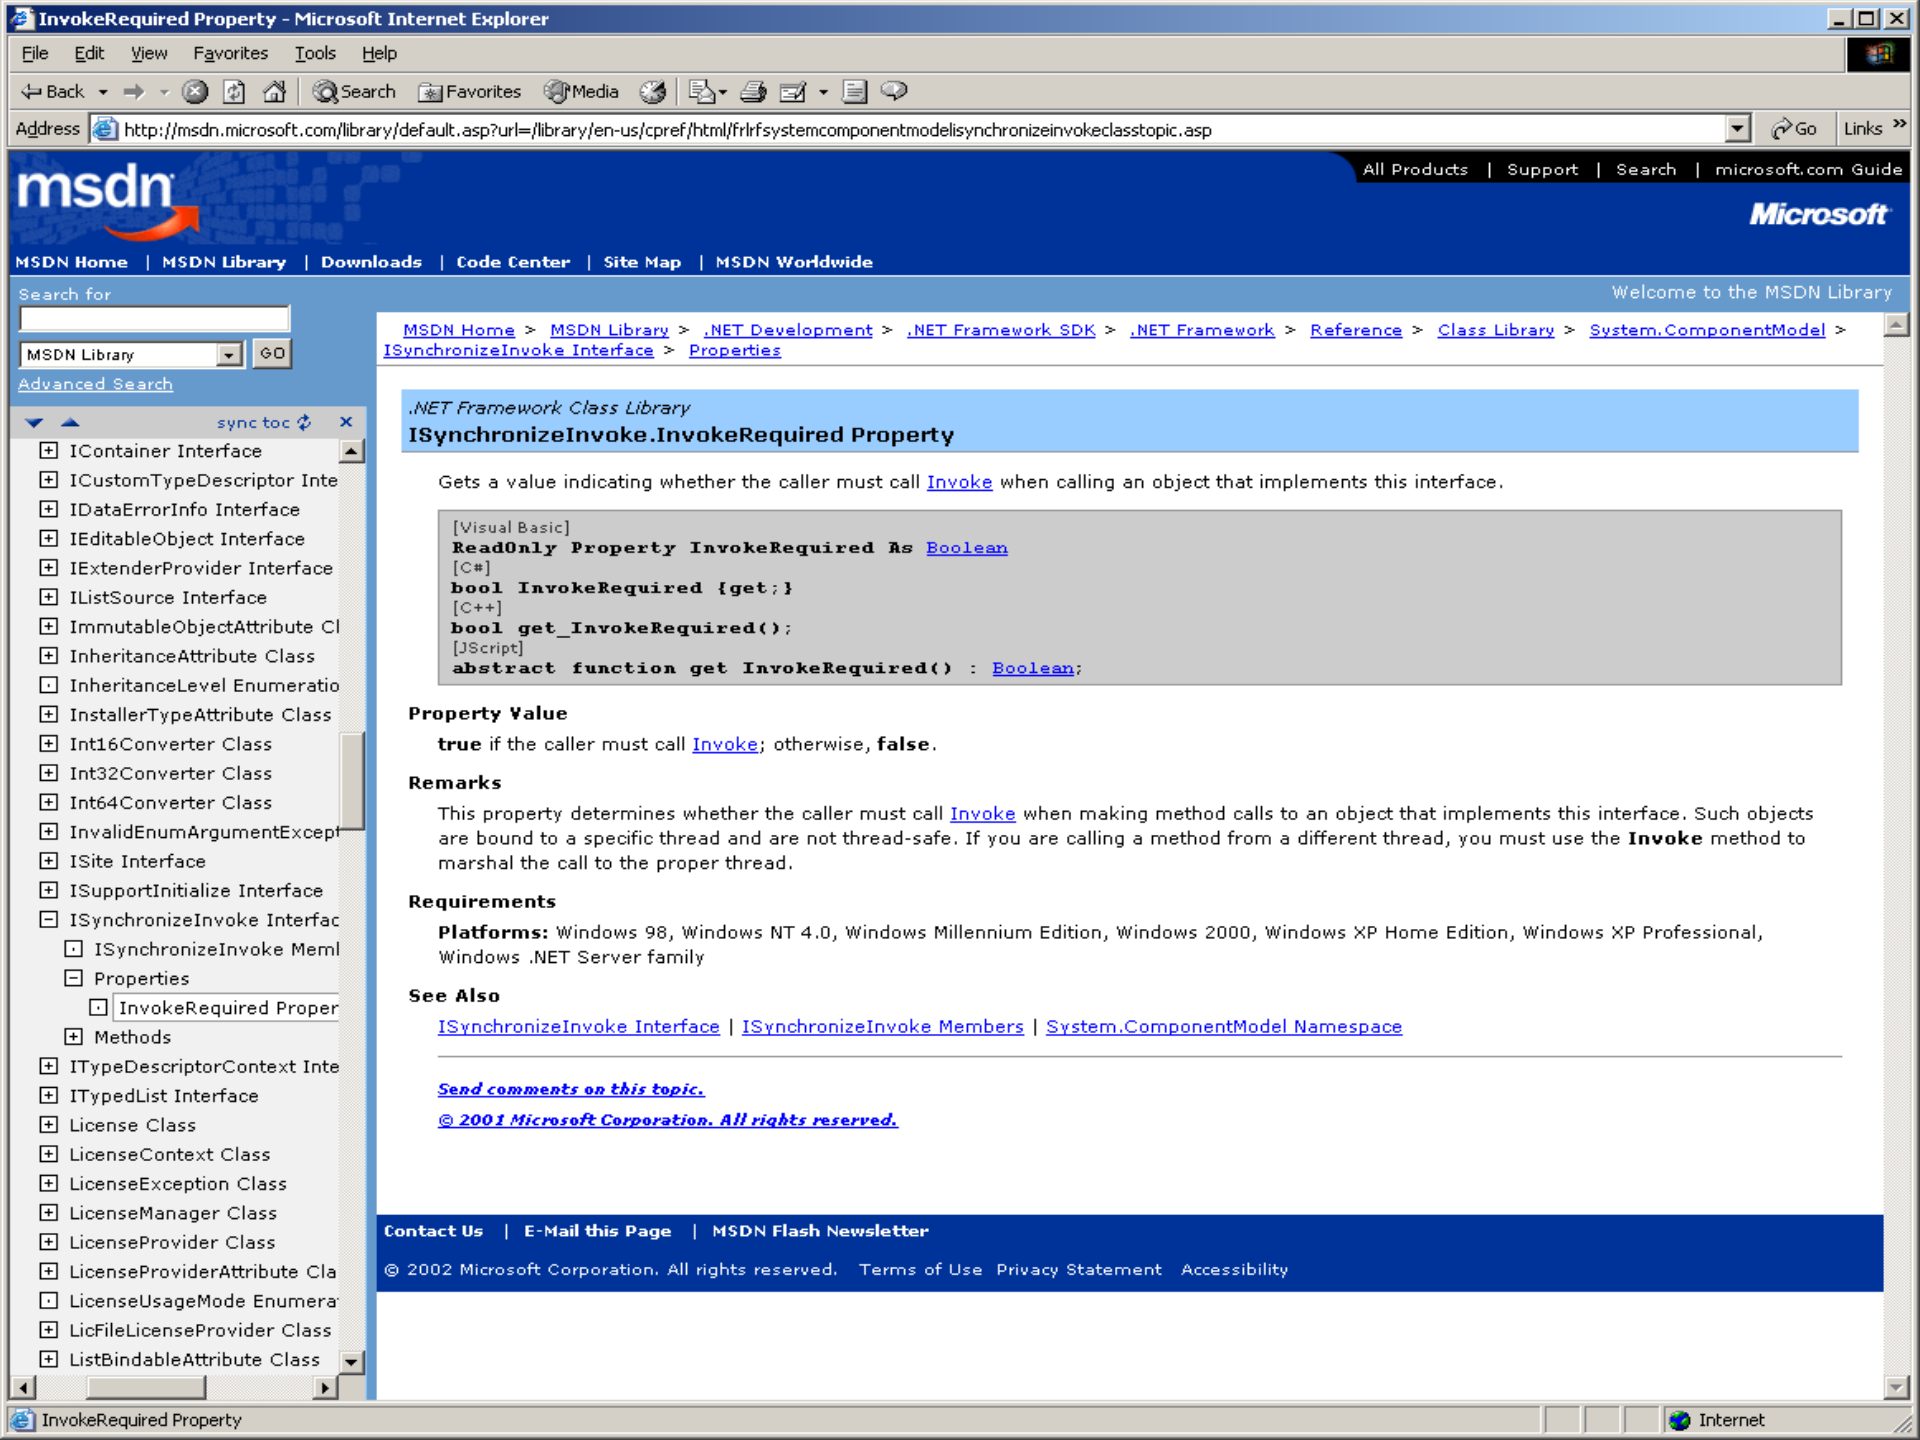 InvokeRequired Property - Microsoft Internet Explorer
File Edit View Favorites Tools Help
Back Search Favorites Media
Address http://msdn.microsoft.com/library/default.asp?url=/library/en-us/cpref/html/frlrfsystemcomponentmodelisynchronizeinvokeclasstopic.asp Go Links »
All Products | Support | Search | microsoft.com Guide
msdn
Microsoft
MSDN Home | MSDN Library | Downloads | Code Center | Site Map | MSDN Worldwide
Search for
Welcome to the MSDN Library
MSDN Library GO
Advanced Search
sync toc
IContainer Interface
ICustomTypeDescriptor Inte
IDataErrorInfo Interface
IEditableObject Interface
IExtenderProvider Interface
IListSource Interface
ImmutableObjectAttribute Cl
InheritanceAttribute Class
InheritanceLevel Enumeratio
InstallerTypeAttribute Class
Int16Converter Class
Int32Converter Class
Int64Converter Class
InvalidEnumArgumentExcept
ISite Interface
ISupportInitialize Interface
ISynchronizeInvoke Interfac
ISynchronizeInvoke Meml
Properties
InvokeRequired Proper
Methods
ITypeDescriptorContext Inte
ITypedList Interface
License Class
LicenseContext Class
LicenseException Class
LicenseManager Class
LicenseProvider Class
LicenseProviderAttribute Cla
LicenseUsageMode Enumera
LicFileLicenseProvider Class
ListBindableAttribute Class
MSDN Home > MSDN Library > .NET Development > .NET Framework SDK > .NET Framework > Reference > Class Library > System.ComponentModel >
ISynchronizeInvoke Interface > Properties
.NET Framework Class Library
ISynchronizeInvoke.InvokeRequired Property
Gets a value indicating whether the caller must call Invoke when calling an object that implements this interface.
[Visual Basic]
ReadOnly Property InvokeRequired As Boolean
[C#]
bool InvokeRequired {get;}
[C++]
bool get_InvokeRequired();
[JScript]
abstract function get InvokeRequired() : Boolean;
Property Value
true if the caller must call Invoke; otherwise, false.
Remarks
This property determines whether the caller must call Invoke when making method calls to an object that implements this interface. Such objects
are bound to a specific thread and are not thread-safe. If you are calling a method from a different thread, you must use the Invoke method to
marshal the call to the proper thread.
Requirements
Platforms: Windows 98, Windows NT 4.0, Windows Millennium Edition, Windows 2000, Windows XP Home Edition, Windows XP Professional,
Windows .NET Server family
See Also
ISynchronizeInvoke Interface | ISynchronizeInvoke Members | System.ComponentModel Namespace
Send comments on this topic.
© 2001 Microsoft Corporation. All rights reserved.
Contact Us | E-Mail this Page | MSDN Flash Newsletter
© 2002 Microsoft Corporation. All rights reserved. Terms of Use Privacy Statement Accessibility
InvokeRequired Property Internet